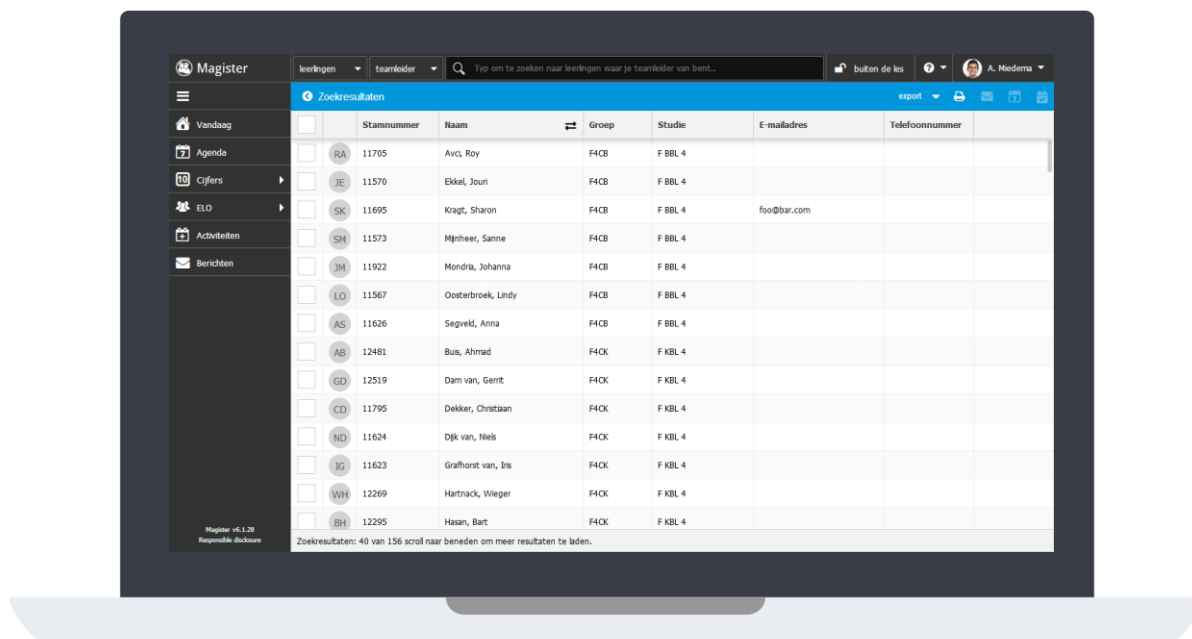 Magister leerlingen teamleider Typ om te zoeken naar leerlingen waar je teamleider van bent... buiten de les ? A. Miedema
Zoekresultaten export 7
Vandaag
7 Agenda
10 Cijfers
ELO
Activiteiten
Berichten
Stamnummer Naam Groep Studie E-mailadres Telefoonnummer
RA 11705 Avci, Roy F4CB F BBL 4
JE 11570 Ekkel, Jouri F4CB F BBL 4
SK 11695 Kragt, Sharon F4CB F BBL 4 foo@bar.com
SM 11573 Mijnheer, Sanne F4CB F BBL 4
JM 11922 Mondria, Johanna F4CB F BBL 4
LO 11567 Oosterbroek, Lindy F4CB F BBL 4
AS 11626 Segveld, Anna F4CB F BBL 4
AB 12481 Buis, Ahmad F4CK F KBL 4
GD 12519 Dam van, Gerrit F4CK F KBL 4
CD 11795 Dekker, Christiaan F4CK F KBL 4
ND 11624 Dijk van, Niels F4CK F KBL 4
IG 11623 Grafhorst van, Iris F4CK F KBL 4
WH 12269 Hartnack, Wieger F4CK F KBL 4
BH 12295 Hasan, Bart F4CK F KBL 4
Magister v6.1.28
Responsible disclosure
Zoekresultaten: 40 van 156 scroll naar beneden om meer resultaten te laden.